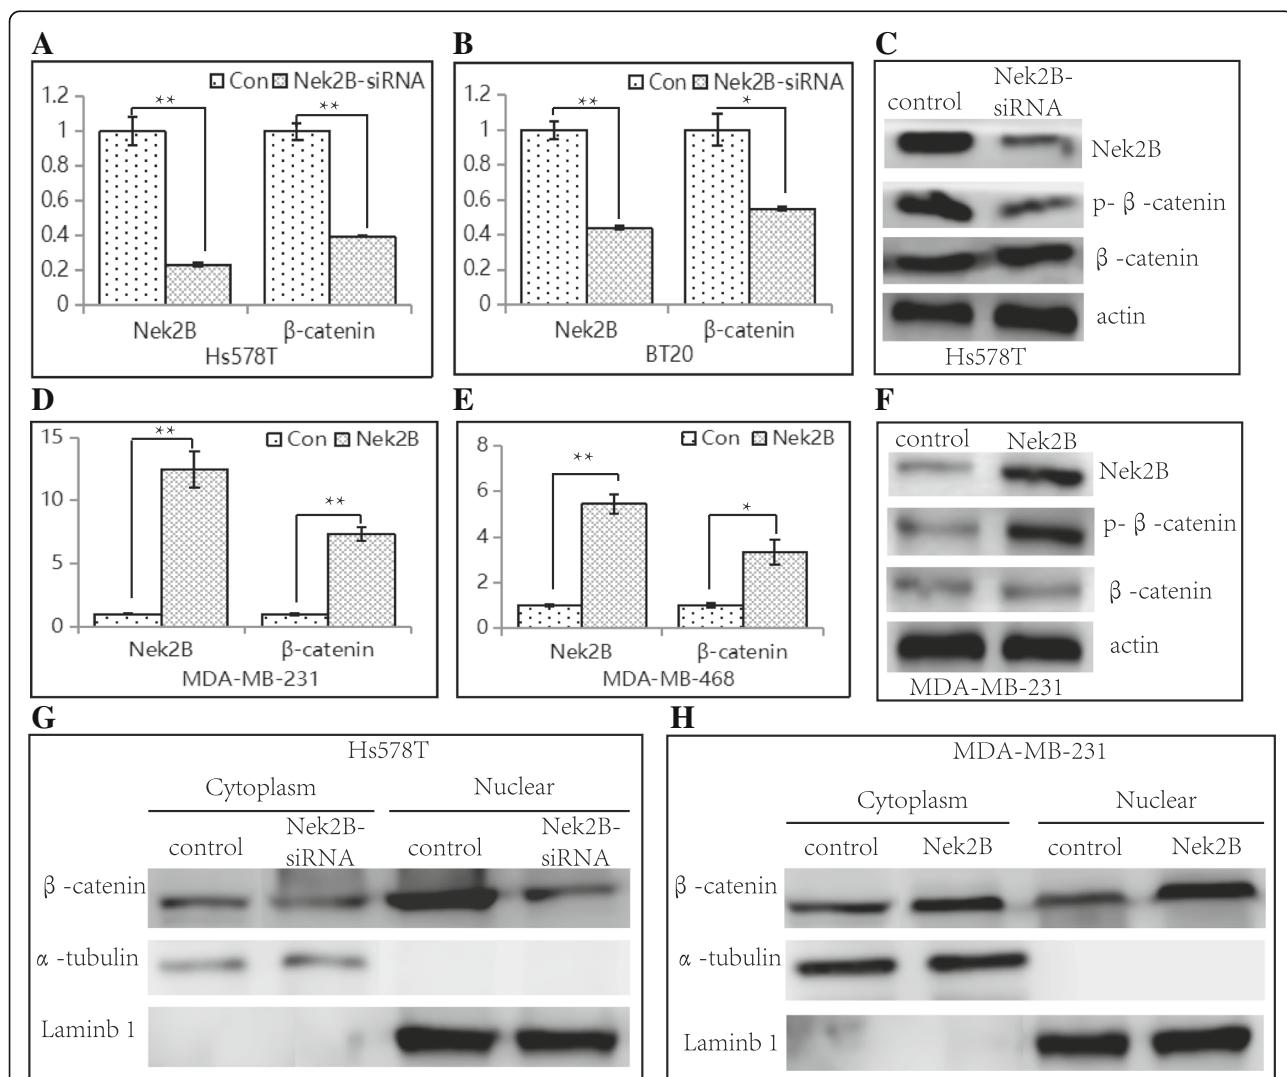 A
Con Nek2B-siRNA
1.2
1
0.8
0.6
0.4
0.2
0
** **
Nek2B β-catenin
Hs578T
B
Con Nek2B-siRNA
1.2
1
0.8
0.6
0.4
0.2
0
** *
Nek2B β-catenin
BT20
C
control Nek2B-
siRNA
Nek2B
p- β -catenin
β -catenin
actin
Hs578T
D
Con Nek2B
15
10
5
0
** **
Nek2B β-catenin
MDA-MB-231
E
Con Nek2B
8
6
4
2
0
** *
Nek2B β-catenin
MDA-MB-468
F
control Nek2B
Nek2B
p- β -catenin
β -catenin
actin
MDA-MB-231
G
Hs578T
Cytoplasm Nuclear
control Nek2B-
siRNA control Nek2B-
siRNA
β -catenin
α -tubulin
Laminb 1
H
MDA-MB-231
Cytoplasm Nuclear
control Nek2B control Nek2B
β -catenin
α -tubulin
Laminb 1